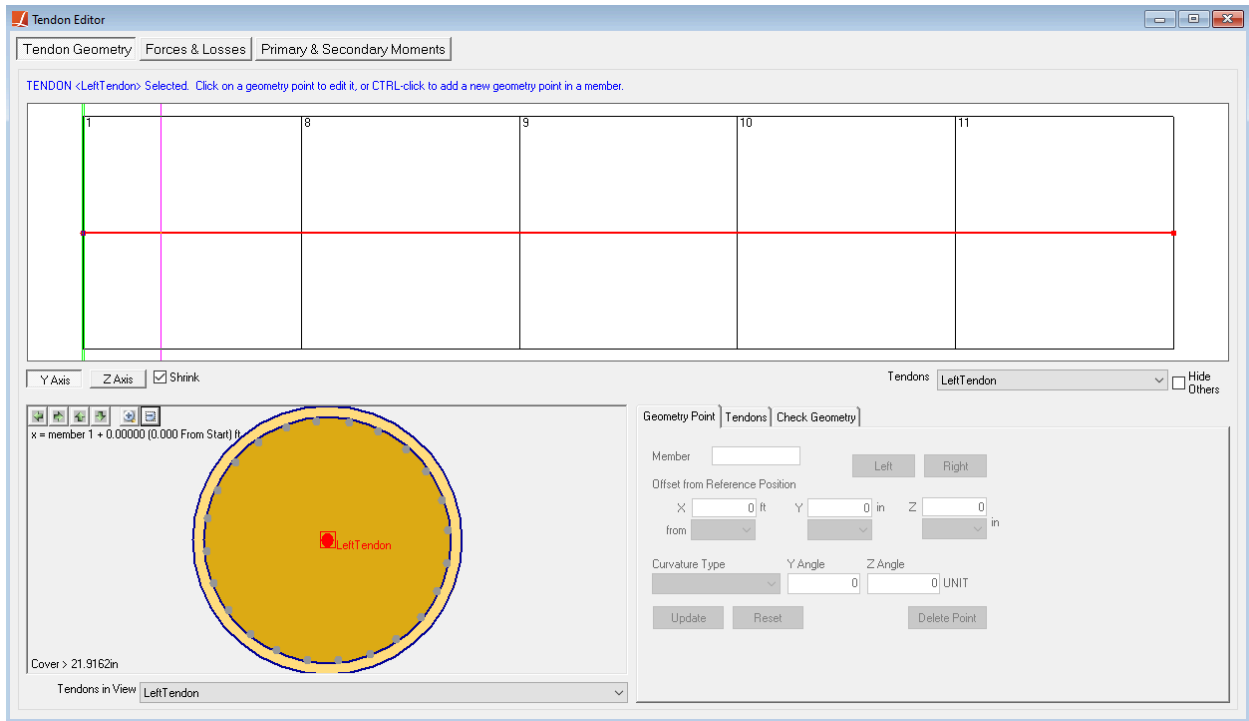 Tendon Editor
Tendon Geometry Forces & Losses Primary & Secondary Moments
TENDON <LeftTendon> Selected. Click on a geometry point to edit it, or CTRL-click to add a new geometry point in a member.
1 8 9 10 11
Y Axis Z Axis Shrink
Tendons LeftTendon
Hide
Others
x = member 1 + 0.00000 (0.000 From Start) ft
LeftTendon
Cover > 21.9162in
Tendons in View LeftTendon
Geometry Point Tendons Check Geometry
Member
Left Right
Offset from Reference Position
X 0 ft Y 0 in Z 0
from
in
Curvature Type Y Angle Z Angle
0 0 UNIT
Update Reset Delete Point